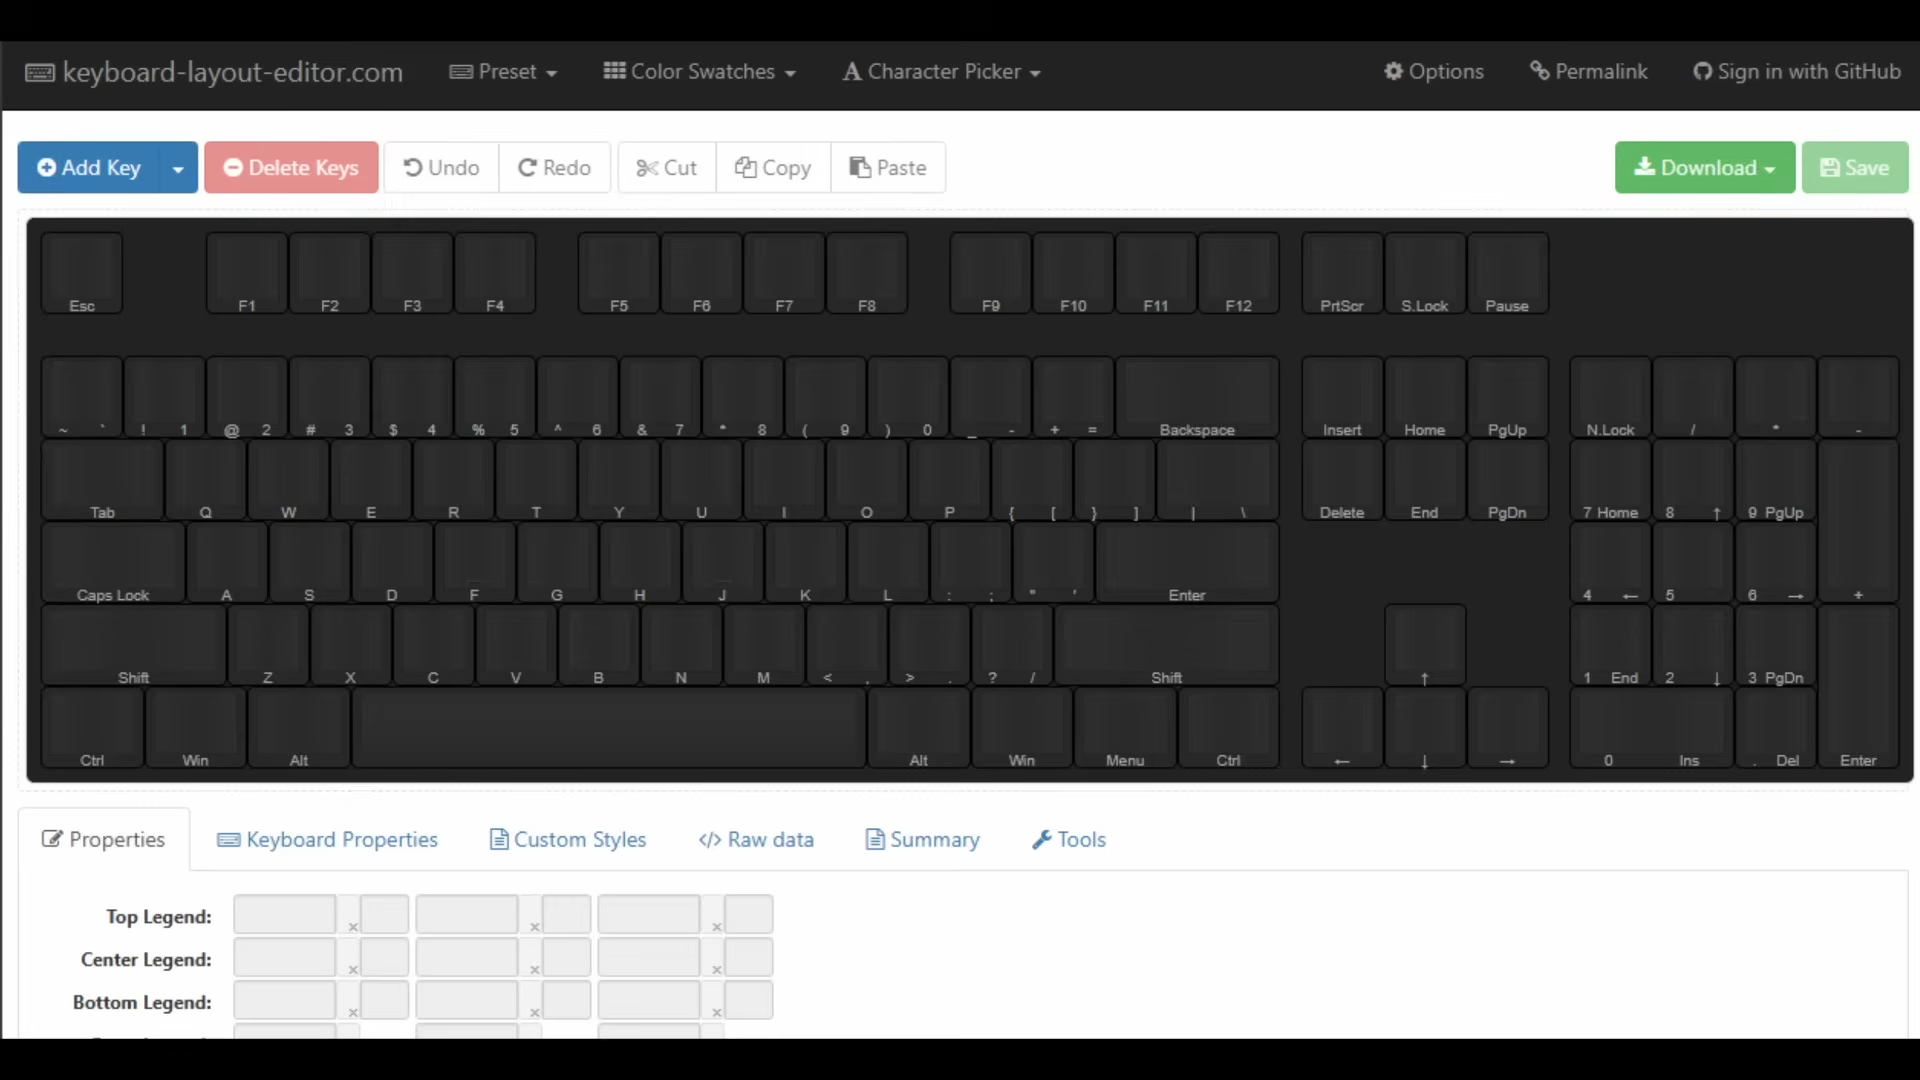 keyboard-layout-editor.com Preset Color Swatches Character Picker Options Permalink Sign in with GitHub
Add Key Delete Keys Undo Redo Cut Copy Paste Download Save
Esc F1 F2 F3 F4 F5 F6 F7 F8 F9 F10 F11 F12 PrtScr S.Lock Pause
~ ` ! 1 @ 2 # 3 $ 4 % 5 ^ 6 & 7 * 8 ( 9 ) 0 _ - + = Backspace Insert Home PgUp N.Lock / * -
Tab Q W E R T Y U I O P { [ } ] | \ Delete End PgDn 7 Home 8 ↑ 9 PgUp
Caps Lock A S D F G H J K L : ; " ' Enter 4 ← 5 6 → +
Shift Z X C V B N M < , > . ? / Shift ↑ 1 End 2 ↓ 3 PgDn
Ctrl Win Alt Alt Win Menu Ctrl ← ↓ → 0 Ins . Del Enter
Properties Keyboard Properties Custom Styles </> Raw data Summary Tools
Top Legend: × × ×
Center Legend: × × ×
Bottom Legend: × × ×